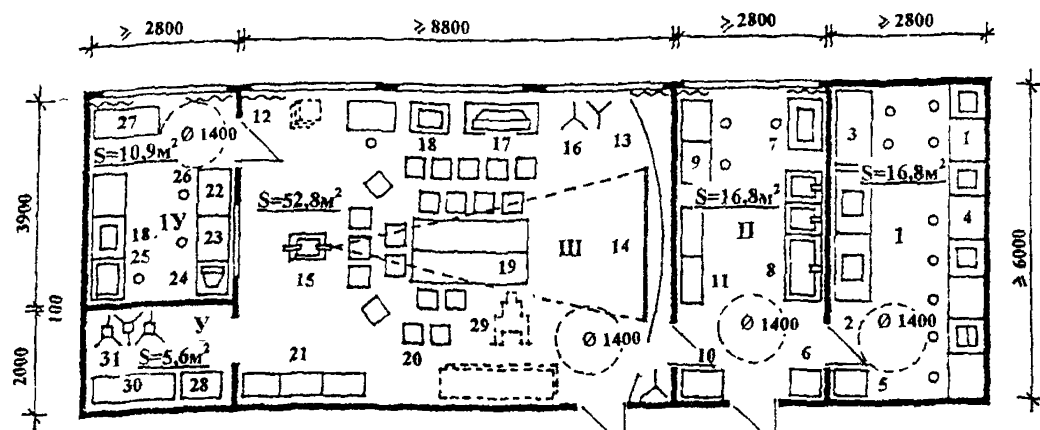 ≥ 2800 ≥ 8800 ≥ 2800 ≥ 2800
27 Ø 1400 12 18 17 16 13 9 7 3 1
S=10,9м²
S=52,8м²
S=16,8м²
S=16,8м²
26 22
1У 18 23
25 24
15 19 Ш 14 II 11 8 1 4
3900
100
2000
≥ 6000
У
31 S=5,6м²
30 28
21 20 29 Ø 1400 10 Ø 1400 6 2 Ø 1400 5